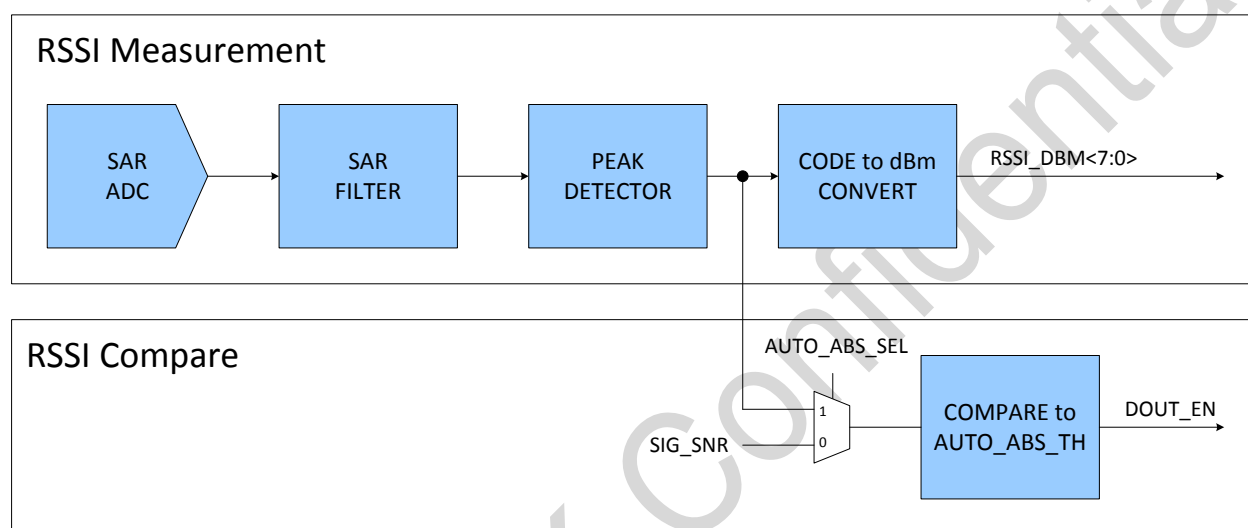 RSSI Measurement
SAR
ADC
SAR
FILTER
PEAK
DETECTOR
CODE to dBm
CONVERT
RSSI_DBM<7:0>
RSSI Compare
AUTO_ABS_SEL
1
0
SIG_SNR
COMPARE to
AUTO_ABS_TH
DOUT_EN
Confidential